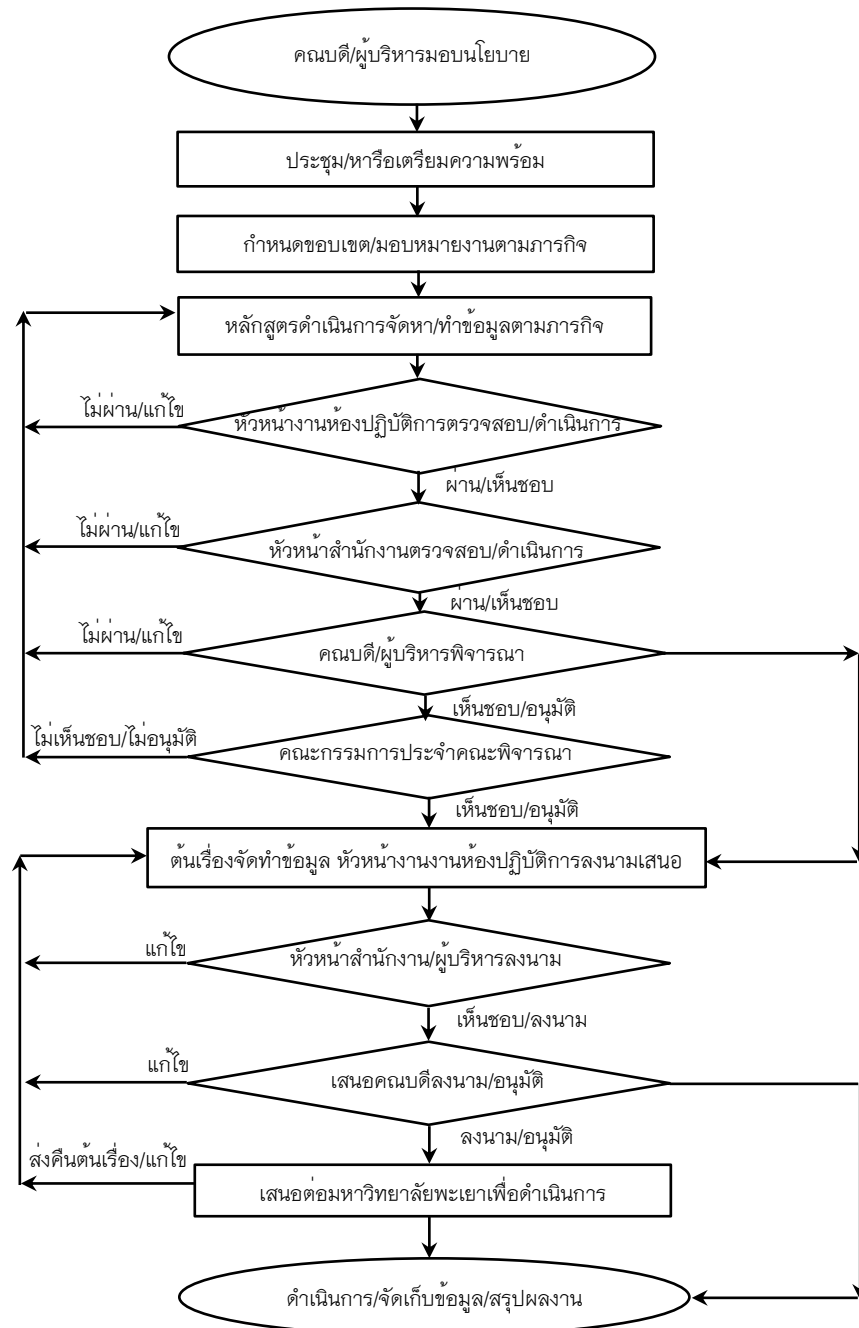 คณบดี/ผู้บริหารมอบนโยบาย
ประชุม/หารือเตรียมความพร้อม
กำหนดขอบเขต/มอบหมายงานตามภารกิจ
หลักสูตรดำเนินการจัดหา/ทำข้อมูลตามภารกิจ
ไม่ผ่าน/แก้ไข
หัวหน้างานห้องปฏิบัติการตรวจสอบ/ดำเนินการ
ผ่าน/เห็นชอบ
ไม่ผ่าน/แก้ไข
หัวหน้าสำนักงานตรวจสอบ/ดำเนินการ
ผ่าน/เห็นชอบ
ไม่ผ่าน/แก้ไข
คณบดี/ผู้บริหารพิจารณา
เห็นชอบ/อนุมัติ
ไม่เห็นชอบ/ไม่อนุมัติ
คณะกรรมการประจำคณะพิจารณา
เห็นชอบ/อนุมัติ
ต้นเรื่องจัดทำข้อมูล หัวหน้างานงานห้องปฏิบัติการลงนามเสนอ
แก้ไข
หัวหน้าสำนักงาน/ผู้บริหารลงนาม
เห็นชอบ/ลงนาม
แก้ไข
เสนอคณบดีลงนาม/อนุมัติ
ลงนาม/อนุมัติ
ส่งคืนต้นเรื่อง/แก้ไข
เสนอต่อมหาวิทยาลัยพะเยาเพื่อดำเนินการ
ดำเนินการ/จัดเก็บข้อมูล/สรุปผลงาน